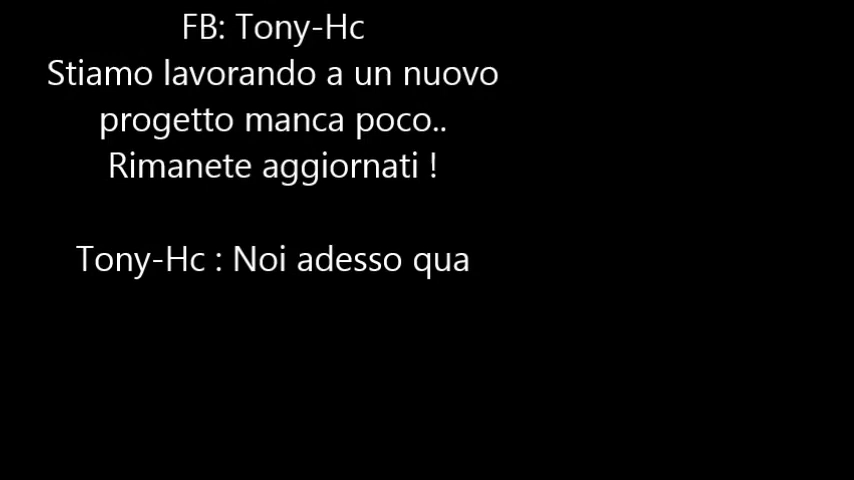 FB: Tony-Hc
Stiamo lavorando a un nuovo
progetto manca poco..
Rimanete aggiornati !
Tony-Hc : Noi adesso qua